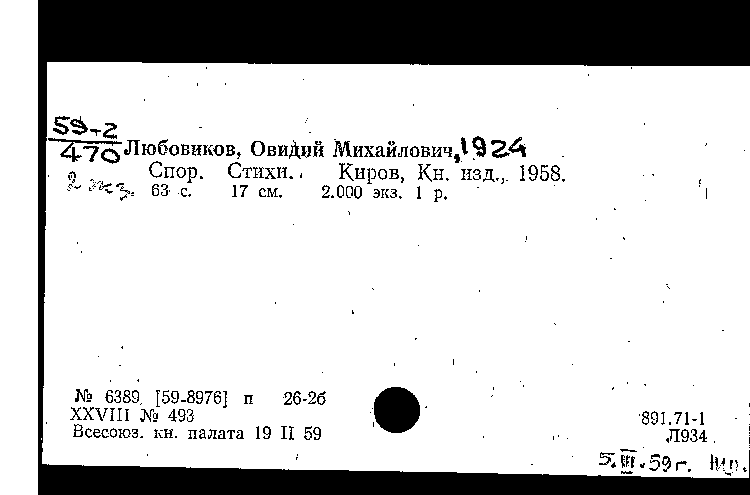 59-2
470
Любовиков, Овидий Михайлович, 1924
Спор. Стихи. Киров, Кн. изд., 1958.
2 экз. 63 с. 17 см. 2.000 экз. 1 р.
№ 6389 [59-8976] п 26-2б
XXVIII № 493
Всесоюз. кн. палата 19 II 59
891.71-1
Л934
5.III.59г.